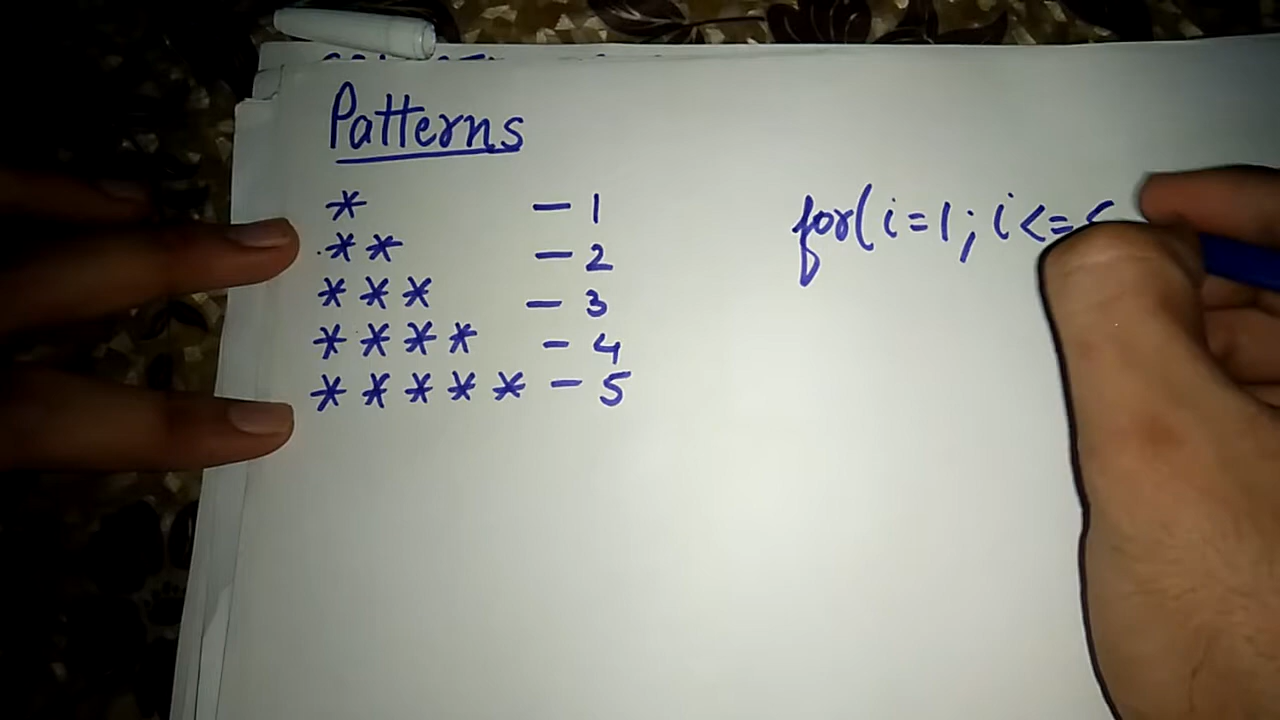 Patterns
* - 1
** - 2
*** - 3
**** - 4
***** - 5
for(i=1; i<=